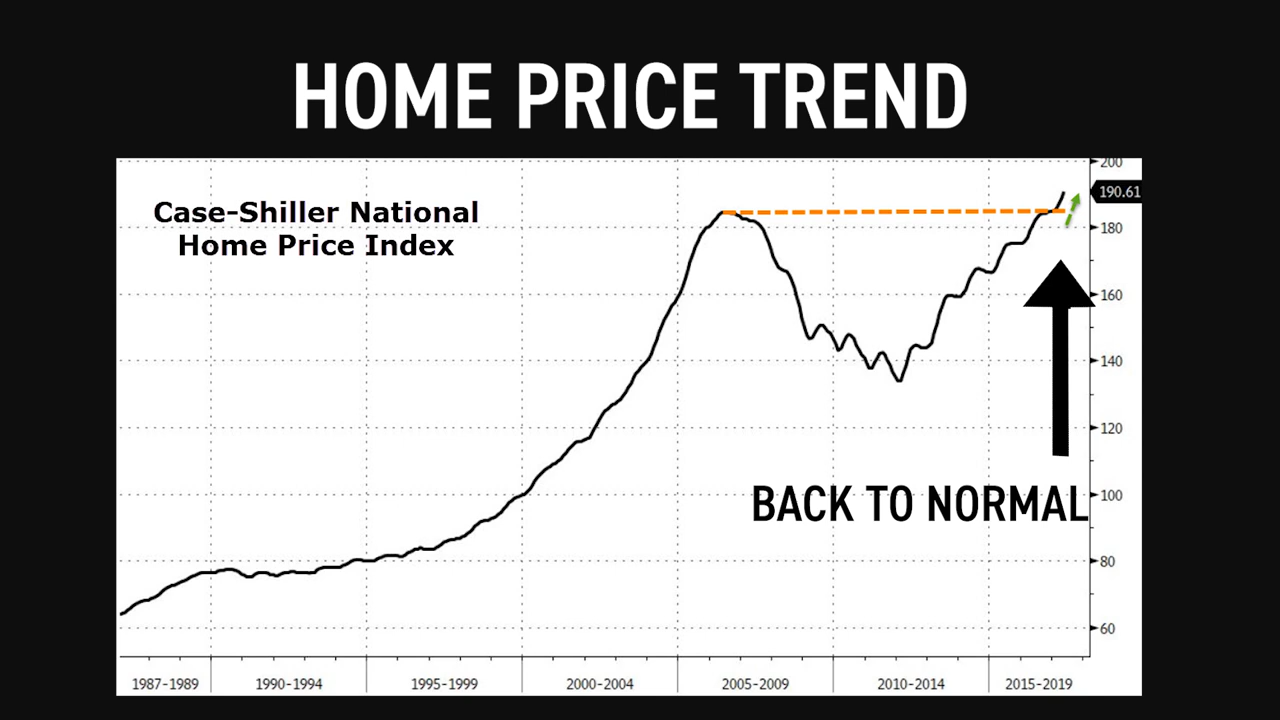 HOME PRICE TREND
Case-Shiller National
Home Price Index
200
190.61
180
160
140
120
BACK TO NORMAL
100
80
60
1987-1989 1990-1994 1995-1999 2000-2004 2005-2009 2010-2014 2015-2019